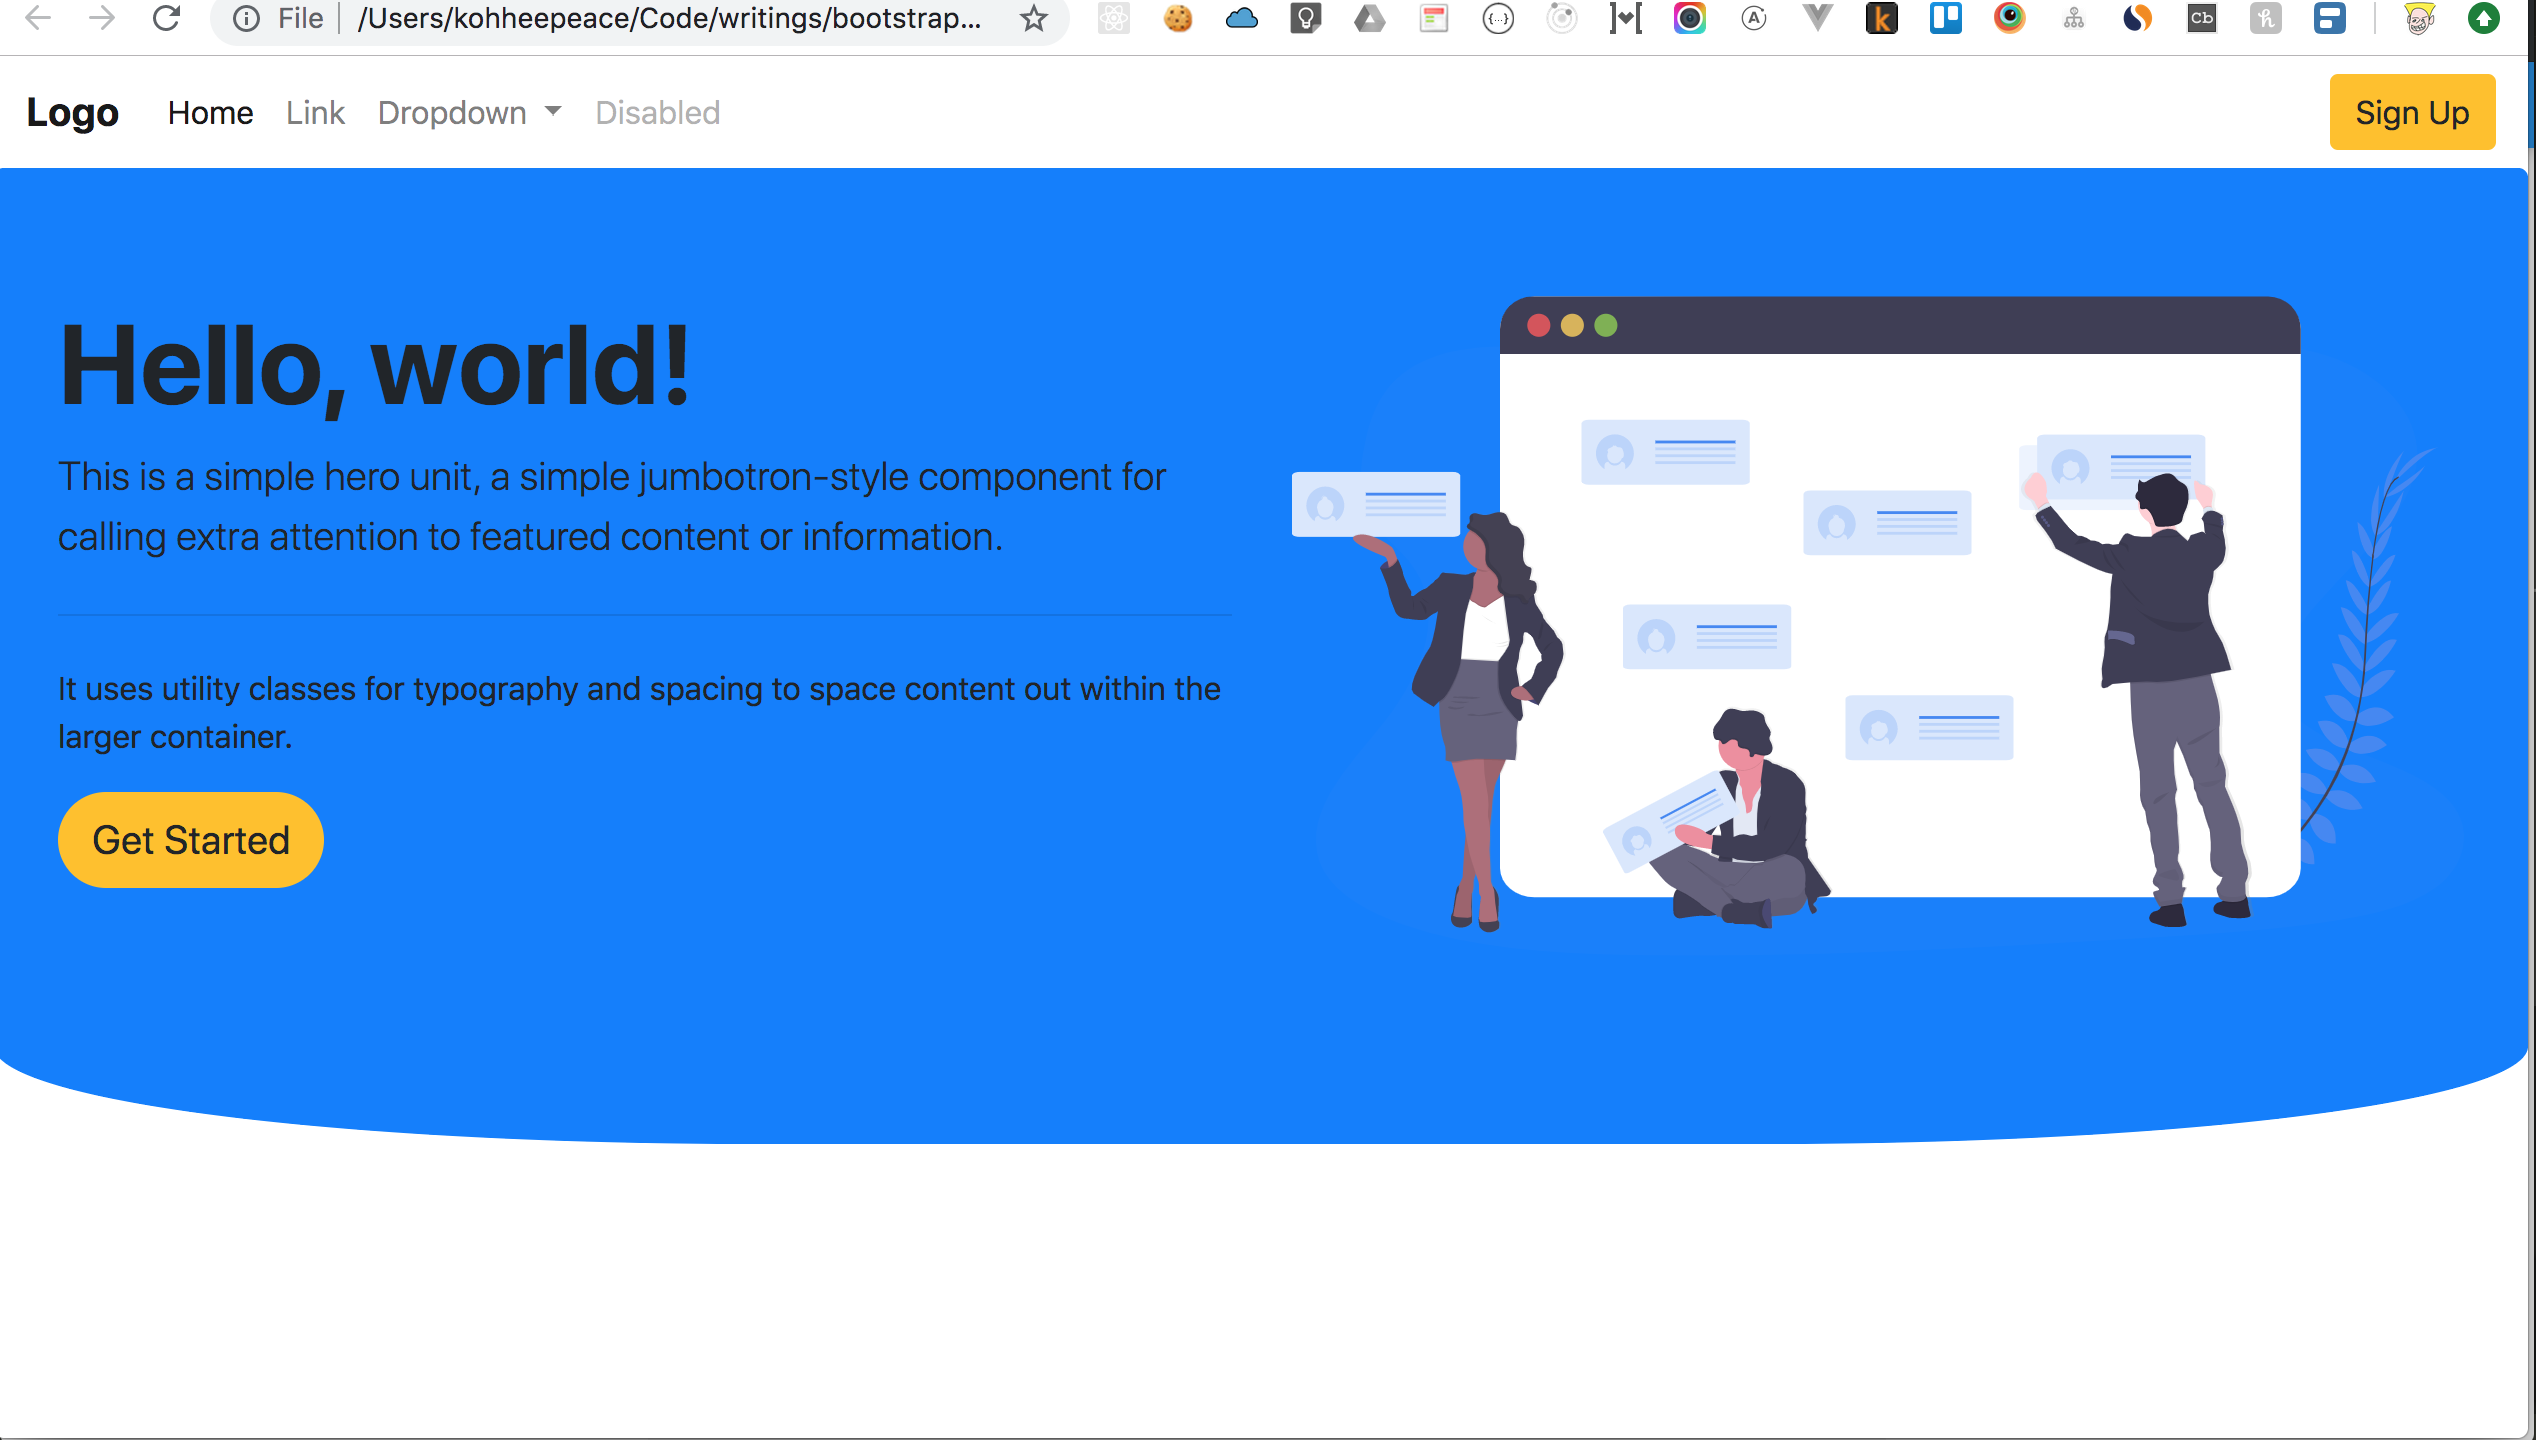 File /Users/kohheepeace/Code/writings/bootstrap...
{...} A k Cb h
Logo Home Link Dropdown Disabled Sign Up
Hello, world!
This is a simple hero unit, a simple jumbotron-style component for
calling extra attention to featured content or information.
It uses utility classes for typography and spacing to space content out within the
larger container.
Get Started